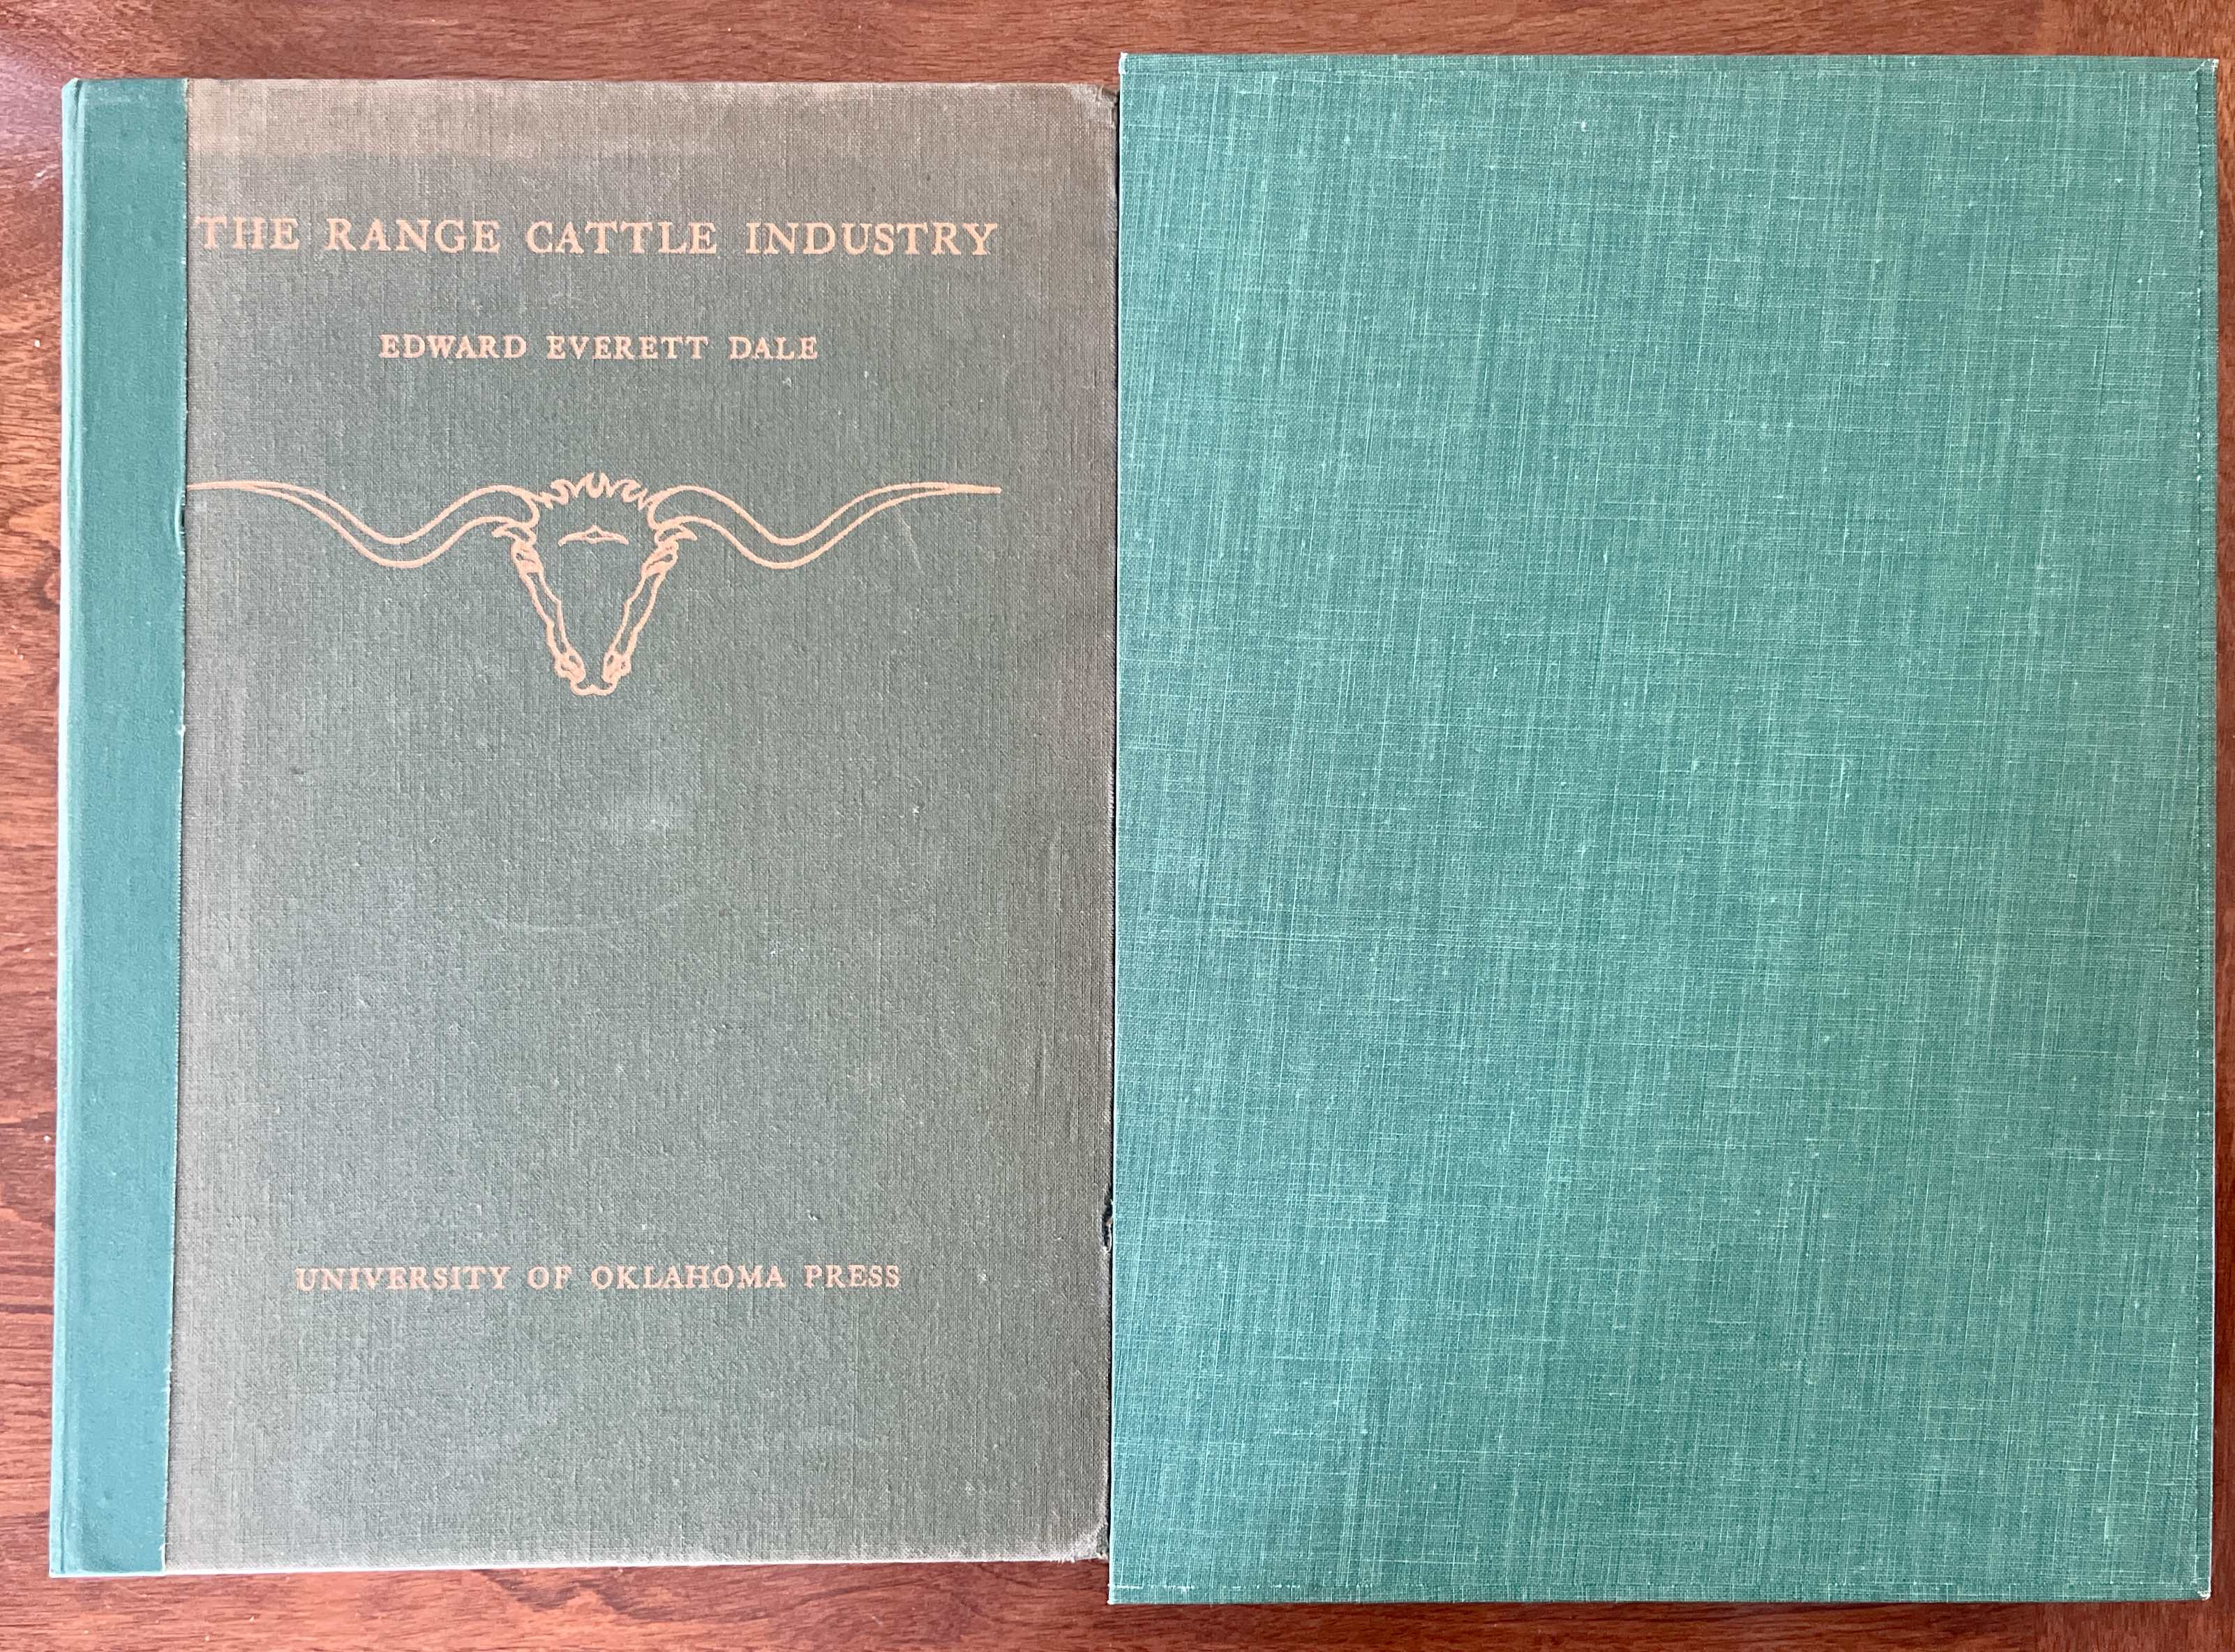 THE RANGE CATTLE INDUSTRY
EDWARD EVERETT DALE
UNIVERSITY OF OKLAHOMA PRESS